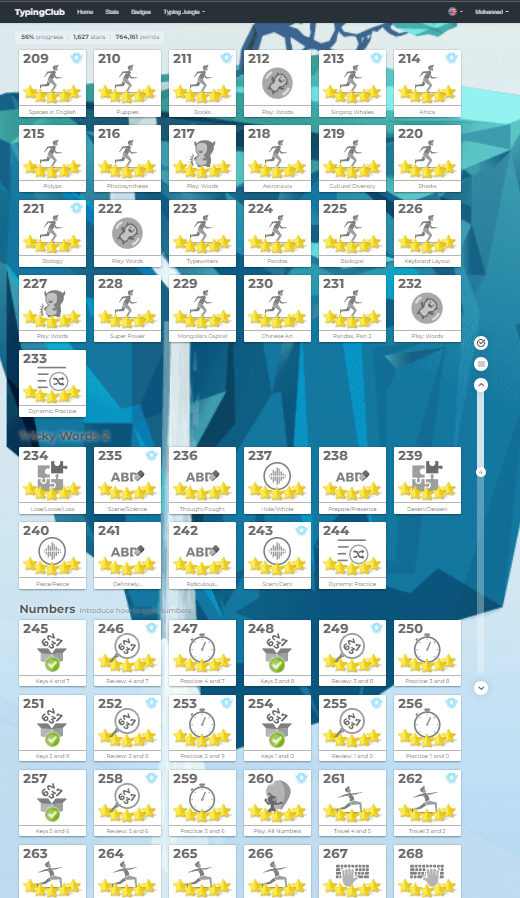 TypingClub Home Stats Badges Typing Jungle Mohannad
56% progress 1,627 stars 764,161 points
209 210 211 212 213 214
Spaces in English Puppies Books Play: Words Singing Whales Africa
215 216 217 218 219 220
Polyps Photosynthesis Play: Words Astronauts Cultural Diversity Sharks
221 222 223 224 225 226
Biology Play: Words Typewriters Pandas Biologist Keyboard Layout
227 228 229 230 231 232
Play: Words Super Power Mongolia's Capital Chinese Art Pandas, Part 2 Play: Words
233
Dynamic Practice
Tricky Words 2
234 235 236 237 238 239
Lose/Loose/Loss Scene/Science Thought/Fought Hole/Whole Prepare/Presence Desert/Dessert
240 241 242 243 244
Piece/Peace Definitely... Ridiculous... Scent/Cent Dynamic Practice
Numbers Introduce how numbers
245 246 247 248 249 250
Keys 4 and 7 Review: 4 and 7 Practice: 4 and 7 Keys 3 and 8 Review: 3 and 8 Practice: 3 and 8
251 252 253 254 255 256
Keys 2 and 9 Review: 2 and 9 Practice: 2 and 9 Keys 1 and 0 Review: 1 and 0 Practice: 1 and 0
257 258 259 260 261 262
Keys 5 and 6 Review: 5 and 6 Practice: 5 and 6 Play: All Numbers Travel 4 and 5 Travel 3 and 2
263 264 265 266 267 268